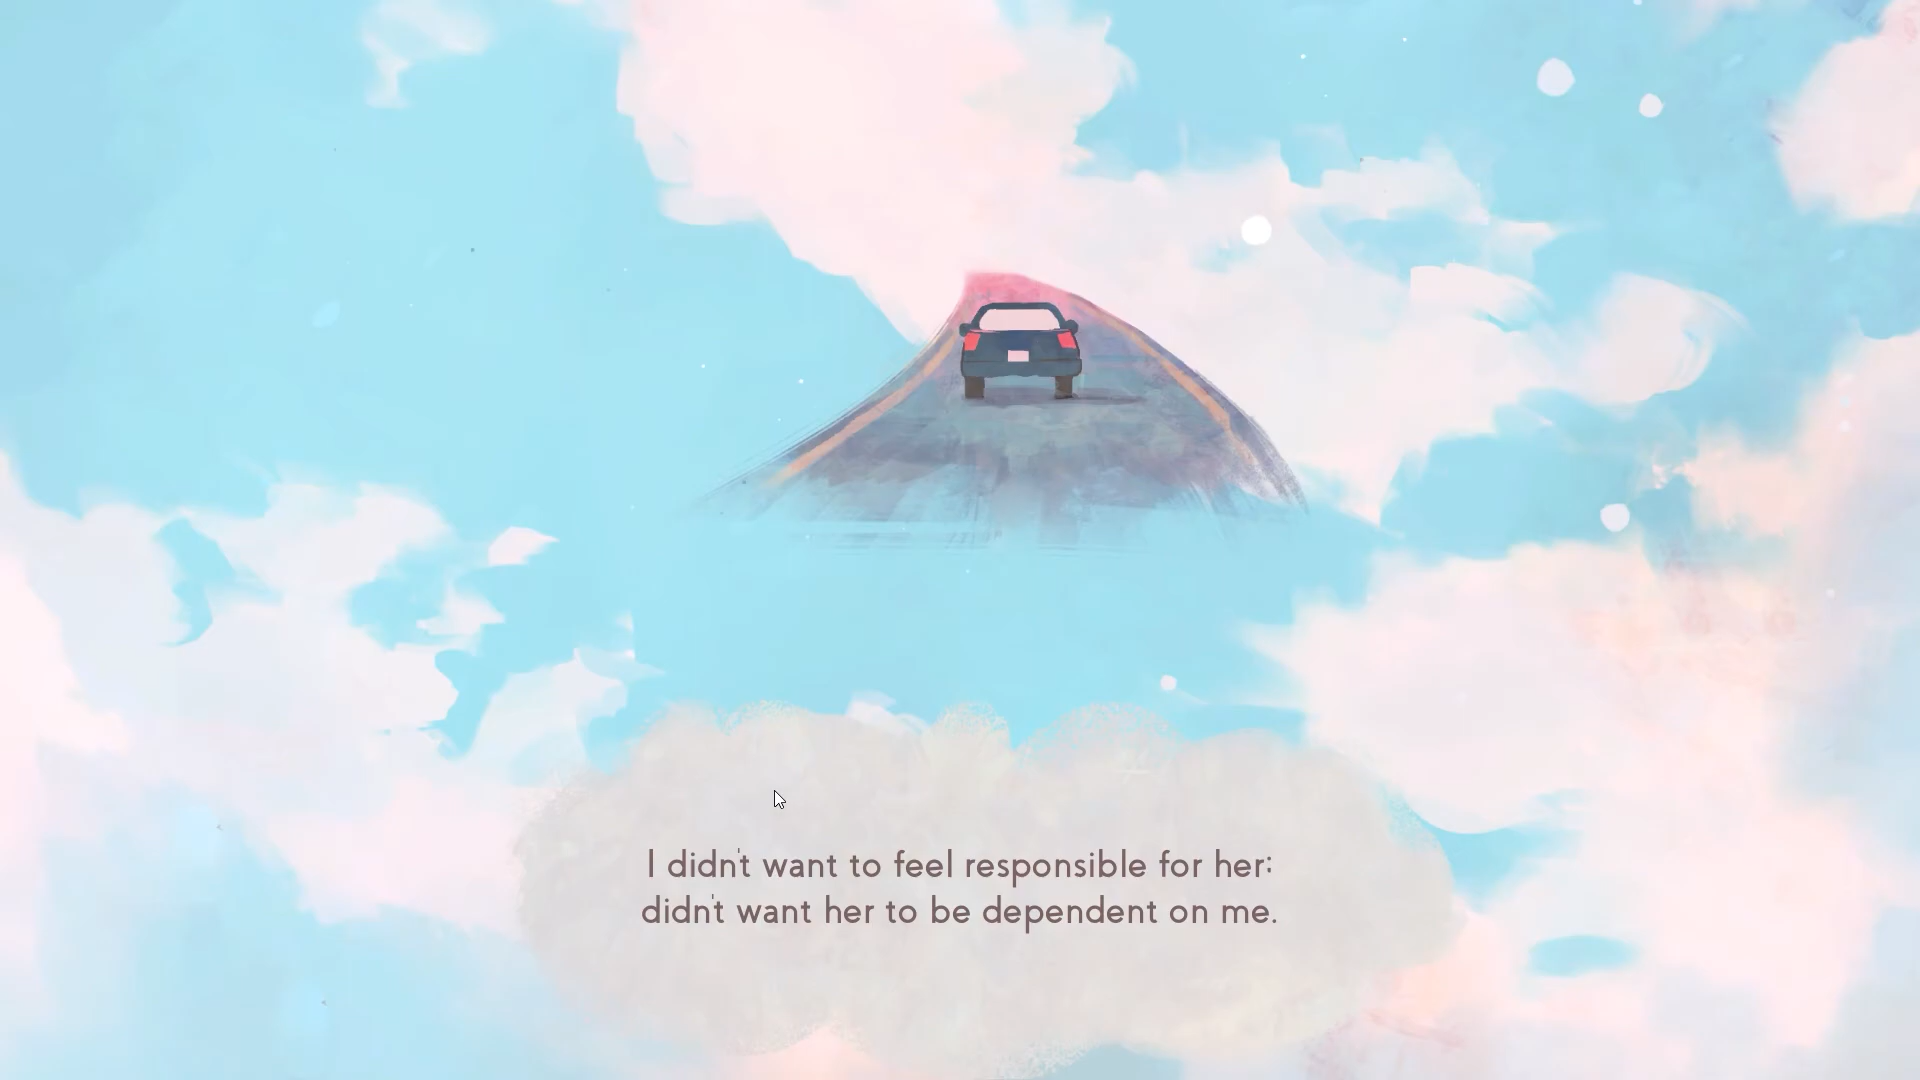 I didn't want to feel responsible for her:
didn't want her to be dependent on me.